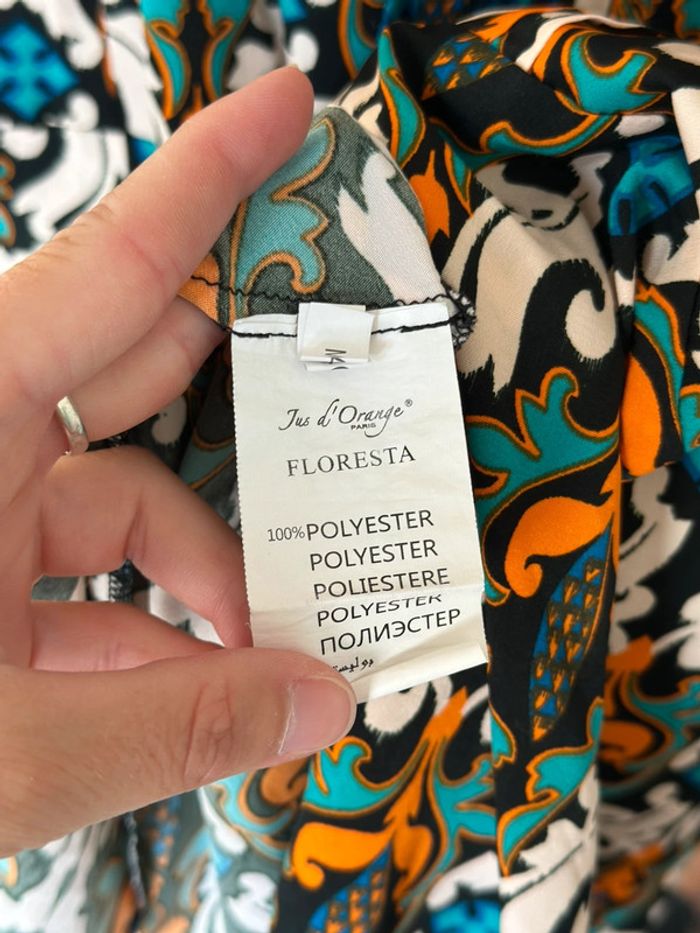 Jus d'Orange®
PARIS
FLORESTA
100% POLYESTER
POLYESTER
POLIESTERE
POLYESTER
ПОЛИЭСТЕР